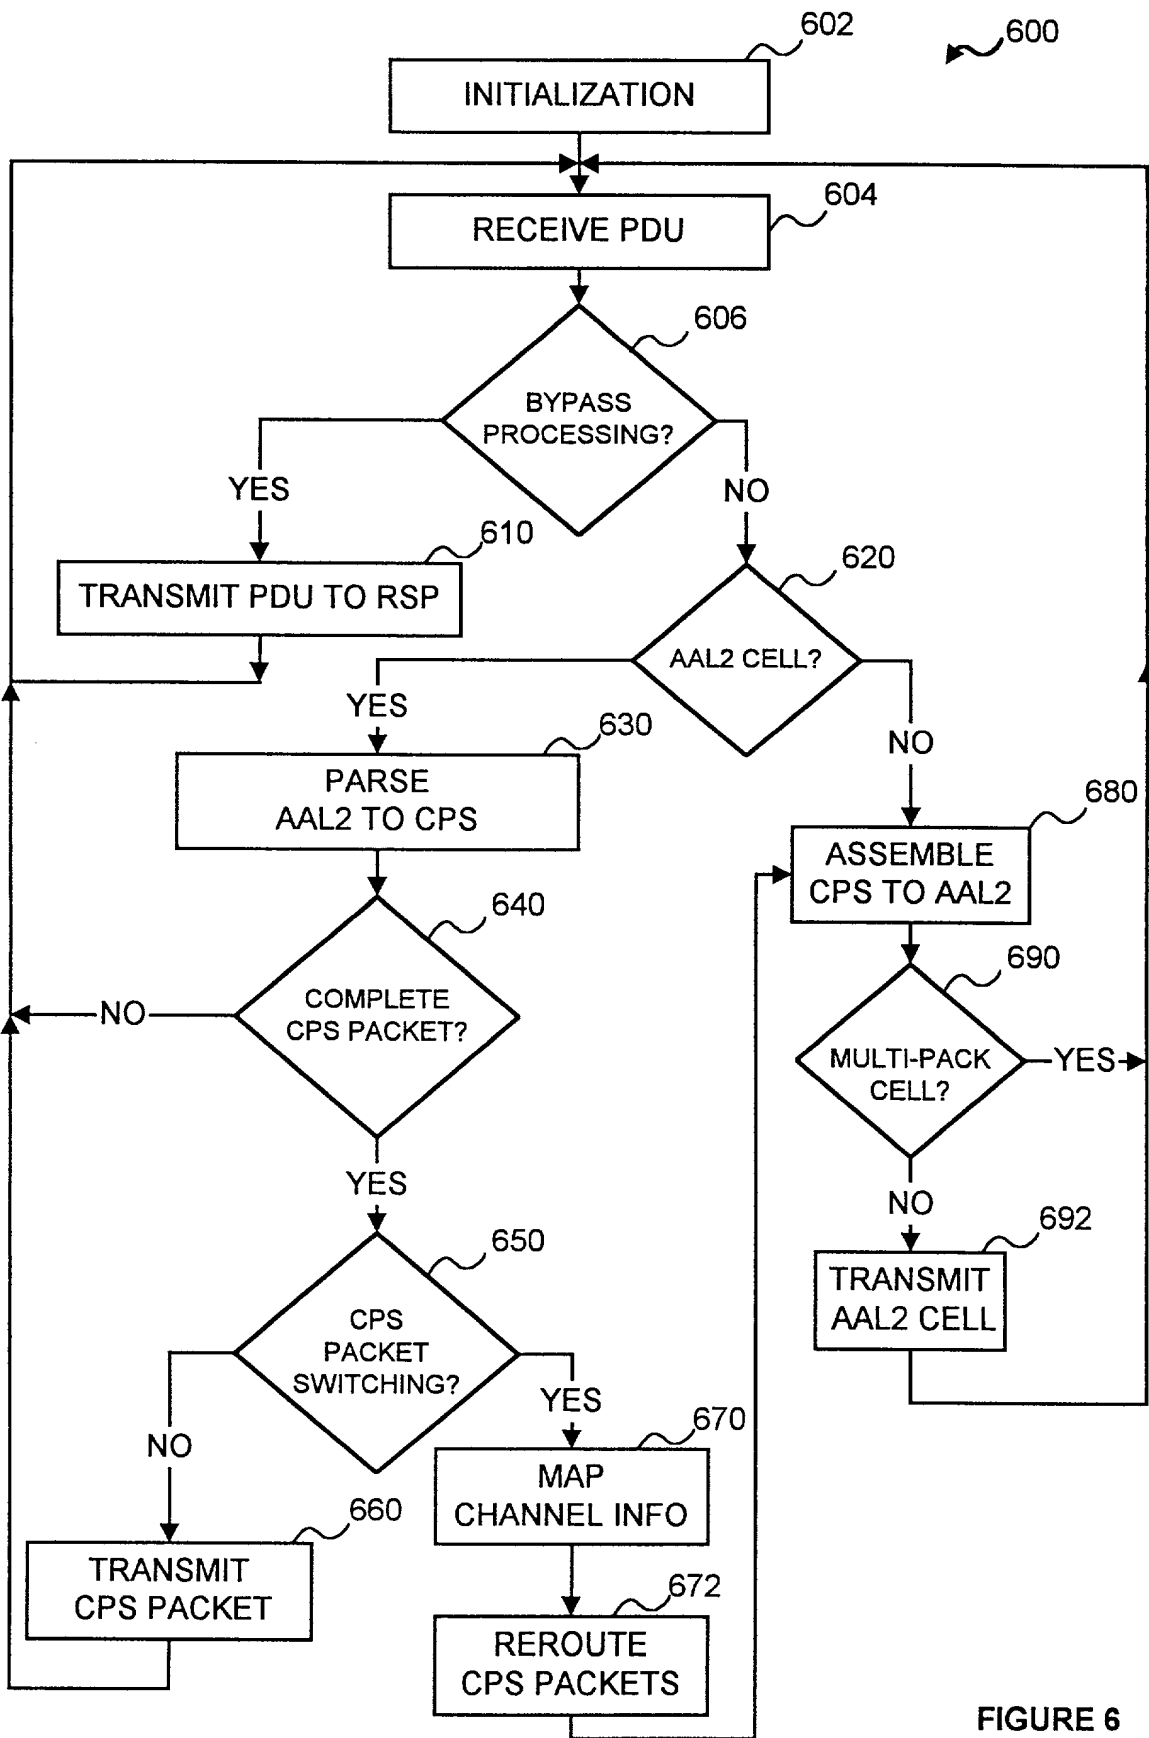 602
600
INITIALIZATION
604
RECEIVE PDU
606
BYPASS
PROCESSING?
YES
NO
610
TRANSMIT PDU TO RSP
620
AAL2 CELL?
YES
NO
630
PARSE
AAL2 TO CPS
680
ASSEMBLE
CPS TO AAL2
640
COMPLETE
CPS PACKET?
NO
YES
690
MULTI-PACK
CELL?
YES
NO
692
TRANSMIT
AAL2 CELL
650
CPS
PACKET
SWITCHING?
NO
YES
670
MAP
CHANNEL INFO
660
TRANSMIT
CPS PACKET
672
REROUTE
CPS PACKETS
FIGURE 6